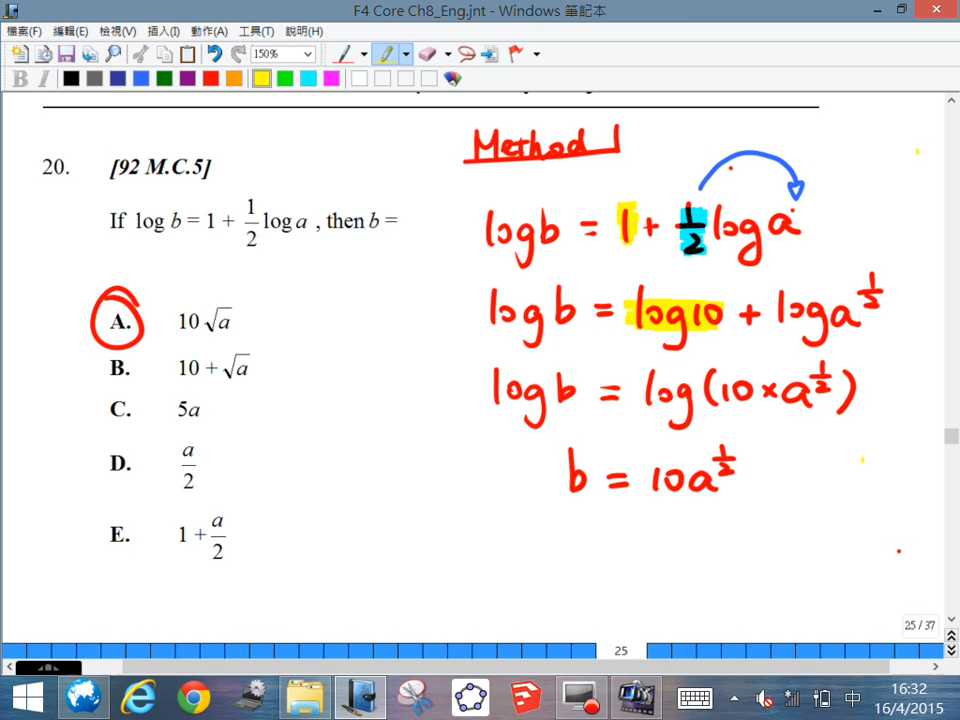 F4 Core Ch8_Eng.jnt - Windows 筆記本
檔案(F) 編輯(E) 檢視(V) 插入(I) 動作(A) 工具(T) 說明(H)
150%
B I
20. [92 M.C.5]
If log b = 1 + 1/2 log a , then b =
A. 10√a
B. 10 + √a
C. 5a
D. a/2
E. 1 + a/2
Method 1
log b = 1 + 1/2 log a
log b = log 10 + log a^(1/2)
log b = log (10 × a^(1/2))
b = 10a^(1/2)
25 / 37
25
中
16:32
16/4/2015